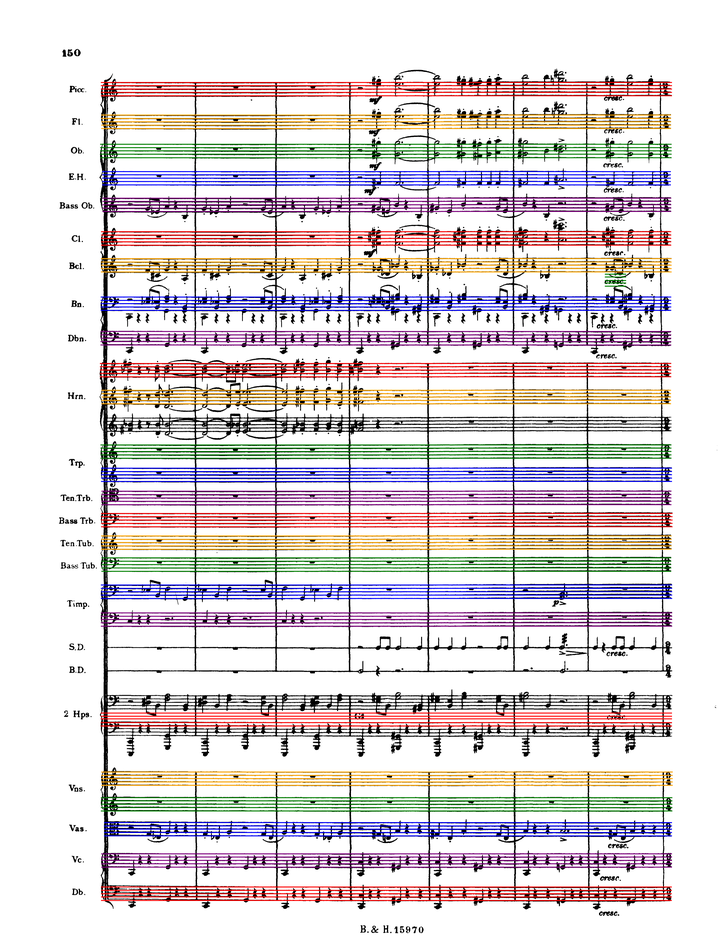 150
Picc.
mf
cresc.
Fl.
mf
cresc.
Ob.
mf
cresc.
E.H.
mf
cresc.
Bass Ob.
cresc.
Cl.
mf
cresc.
Bcl.
cresc.
Bn.
cresc.
Dbn.
cresc.
Hrn.
Trp.
Ten.Trb.
Bass Trb.
Ten.Tub.
Bass Tub.
Timp.
p
S.D.
cresc.
B.D.
2 Hps.
G♮
cresc.
Vns.
Vas.
cresc.
Vc.
cresc.
Db.
cresc.
B. & H. 15970